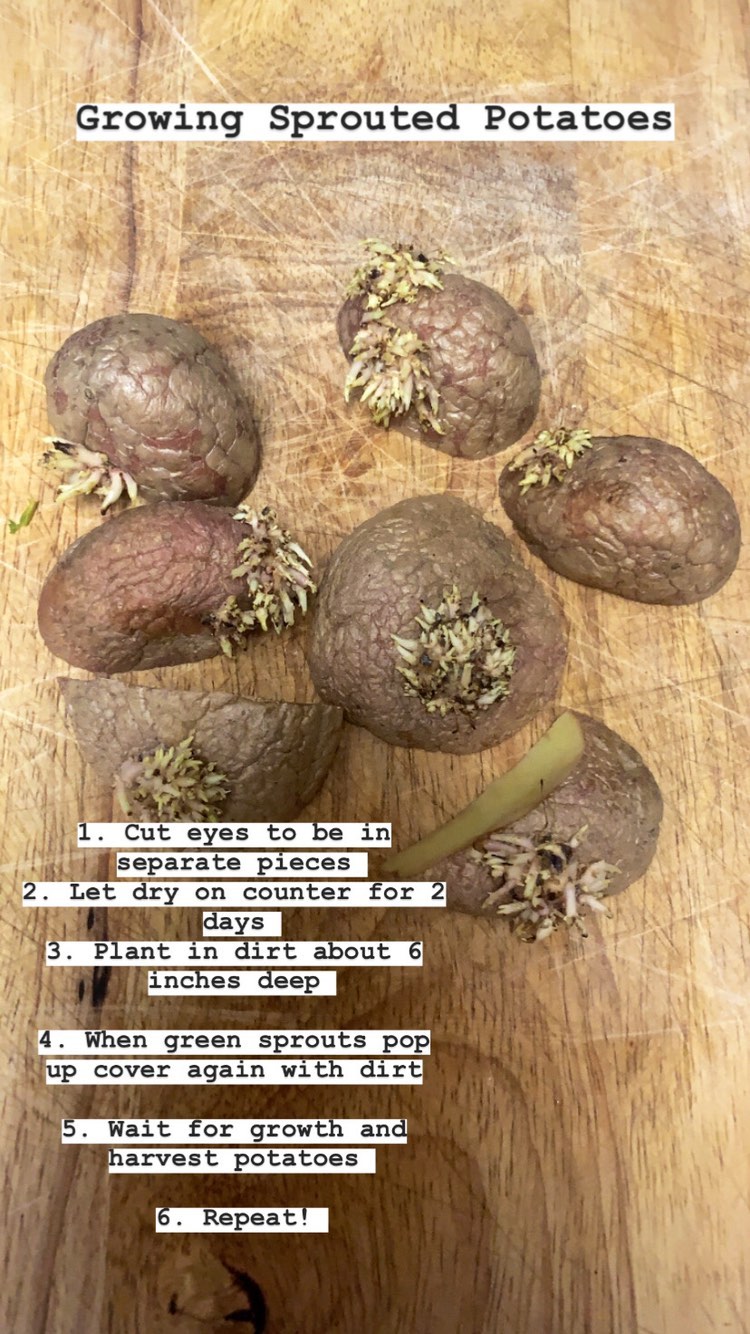 Growing Sprouted Potatoes
1. Cut eyes to be in
separate pieces
2. Let dry on counter for 2
days
3. Plant in dirt about 6
inches deep
4. When green sprouts pop
up cover again with dirt
5. Wait for growth and
harvest potatoes
6. Repeat!